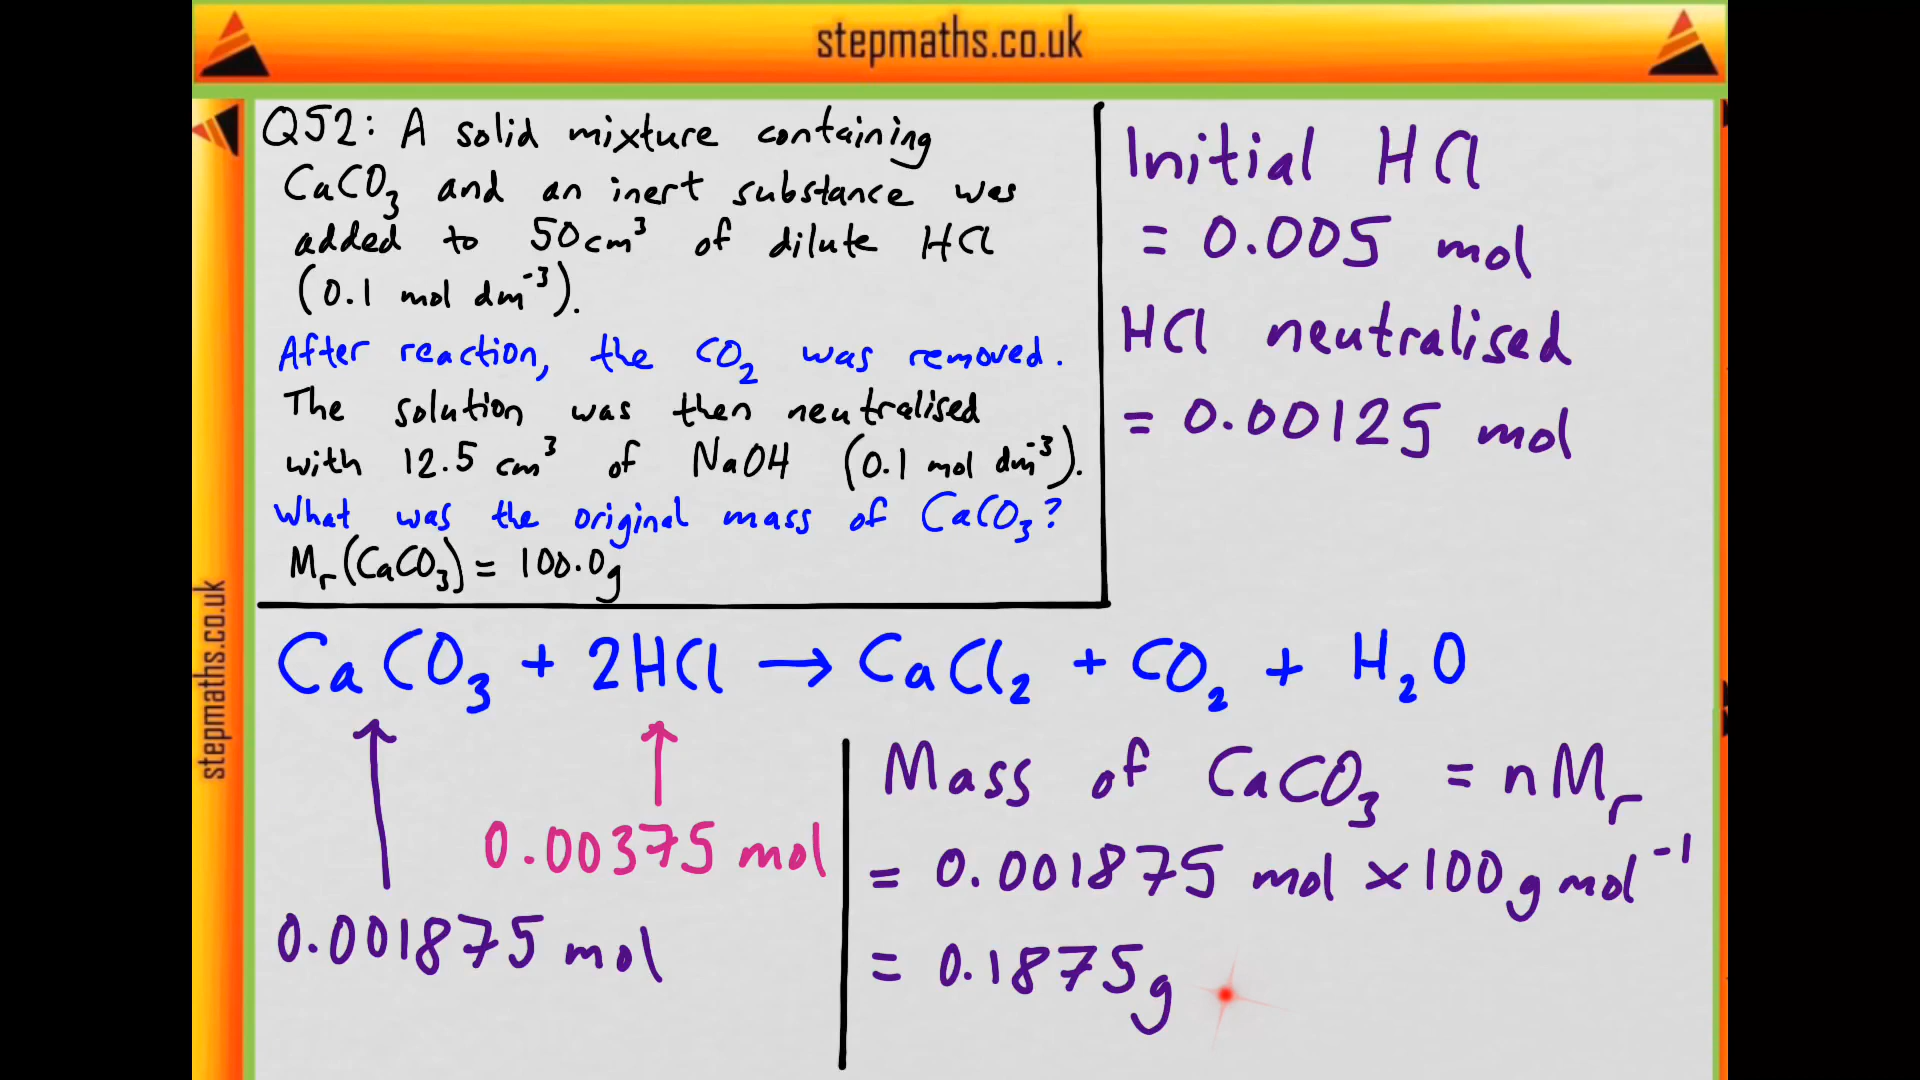 stepmaths.co.uk
stepmaths.co.uk
Q52: A solid mixture containing
CaCO₃ and an inert substance was
added to 50cm³ of dilute HCl
(0.1 mol dm⁻³).
After reaction, the CO₂ was removed.
The solution was then neutralised
with 12.5 cm³ of NaOH (0.1 mol dm⁻³).
What was the original mass of CaCO₃?
Mᵣ(CaCO₃) = 100.0g
Initial HCl
= 0.005 mol
HCl neutralised
= 0.00125 mol
CaCO₃ + 2HCl → CaCl₂ + CO₂ + H₂O
0.00375 mol
0.001875 mol
Mass of CaCO₃ = nMᵣ
= 0.001875 mol × 100g mol⁻¹
= 0.1875g